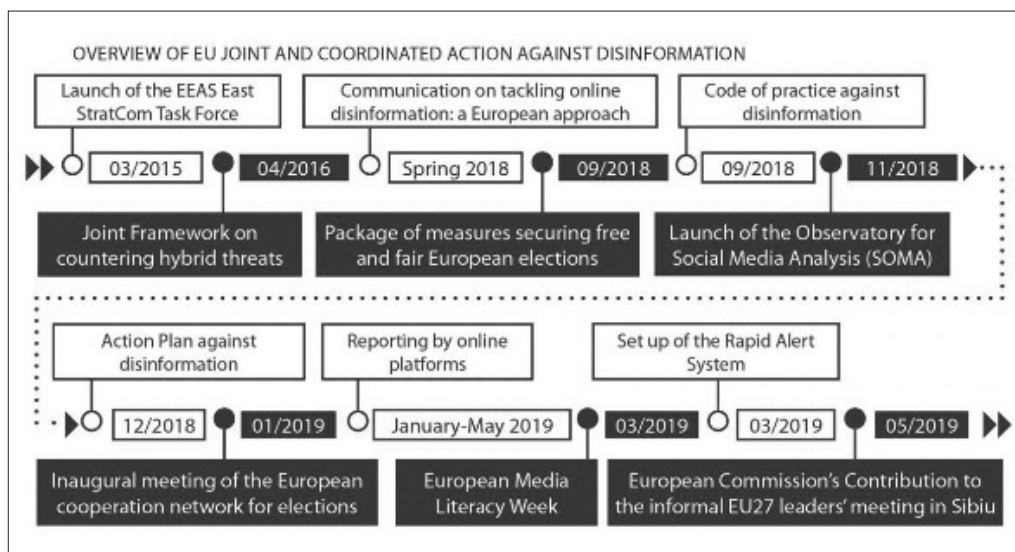 OVERVIEW OF EU JOINT AND COORDINATED ACTION AGAINST DISINFORMATION
Launch of the EEAS East
StratCom Task Force
03/2015
Joint Framework on
countering hybrid threats
04/2016
Communication on tackling online
disinformation: a European approach
Spring 2018
Package of measures securing free
and fair European elections
09/2018
Code of practice against
disinformation
09/2018
Launch of the Observatory for
Social Media Analysis (SOMA)
11/2018
Action Plan against
disinformation
12/2018
Inaugural meeting of the European
cooperation network for elections
01/2019
Reporting by online
platforms
January-May 2019
European Media
Literacy Week
03/2019
Set up of the Rapid Alert
System
03/2019
European Commission's Contribution to
the informal EU27 leaders' meeting in Sibiu
05/2019